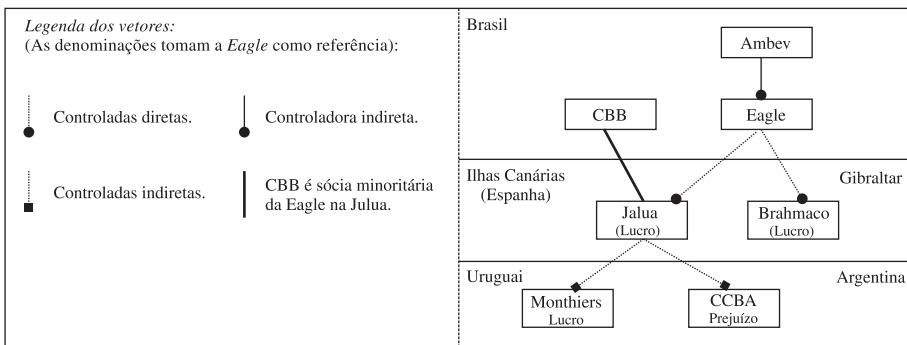 Legenda dos vetores:
(As denominações tomam a Eagle como referência):
Controladas diretas.
Controladora indireta.
Controladas indiretas.
CBB é sócia minoritária
da Eagle na Julua.
Brasil
Ambev
CBB
Eagle
Ilhas Canárias
(Espanha)
Gibraltar
Jalua
(Lucro)
Brahmaco
(Lucro)
Uruguai
Argentina
Monthiers
Lucro
CCBA
Prejuízo